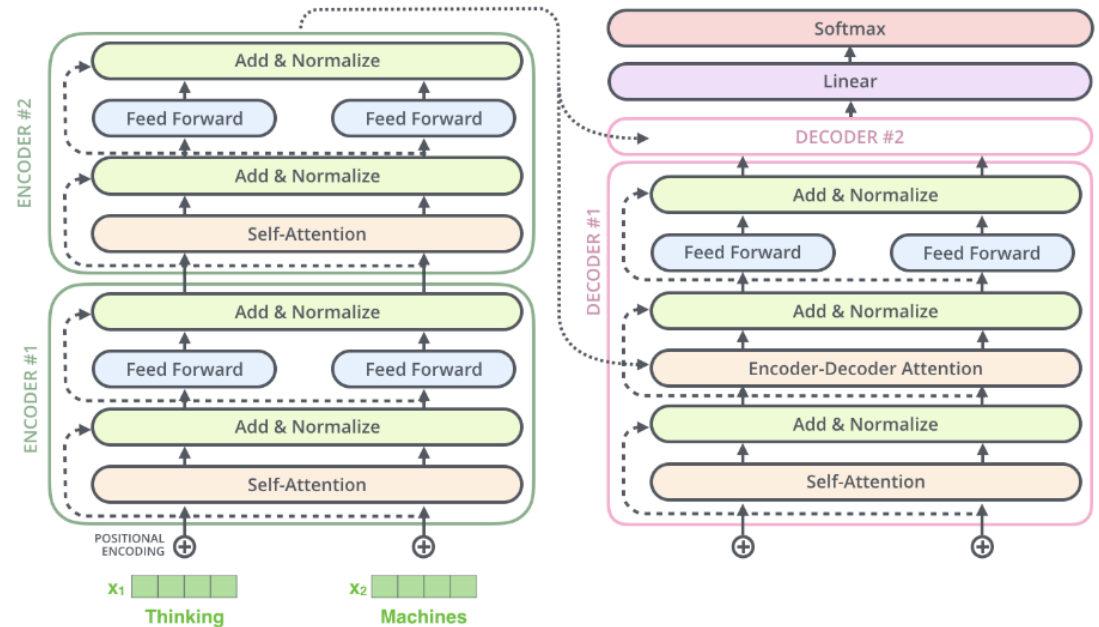 ENCODER #2
Add & Normalize
Feed Forward
Feed Forward
Add & Normalize
Self-Attention
ENCODER #1
Add & Normalize
Feed Forward
Feed Forward
Add & Normalize
Self-Attention
POSITIONAL
ENCODING
x1
x2
Thinking
Machines
Softmax
Linear
DECODER #2
DECODER #1
Add & Normalize
Feed Forward
Feed Forward
Add & Normalize
Encoder-Decoder Attention
Add & Normalize
Self-Attention